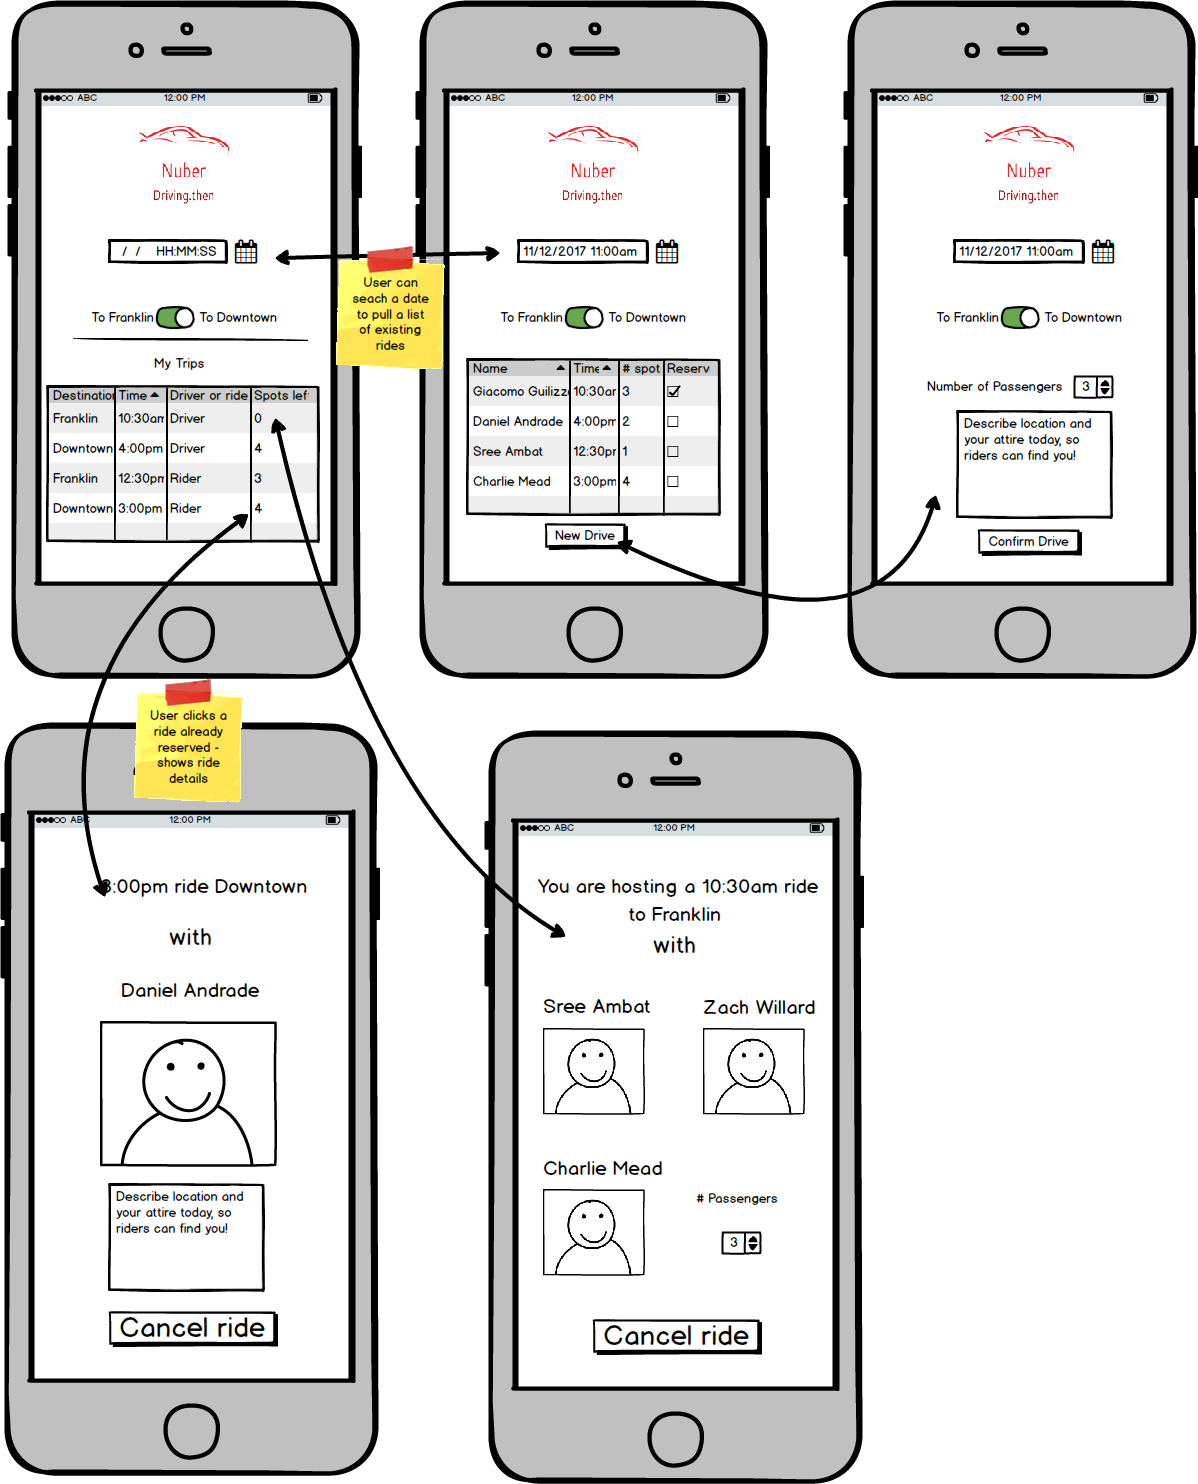 ABC 12:00 PM
Nuber
Driving.then
/ / HH:MM:SS
To Franklin To Downtown
My Trips
Destination Time Driver or ride Spots lef
Franklin 10:30am Driver 0
Downtown 4:00pm Driver 4
Franklin 12:30pm Rider 3
Downtown 3:00pm Rider 4
User can
seach a date
to pull a list
of existing
rides
ABC 12:00 PM
Nuber
Driving.then
11/12/2017 11:00am
To Franklin To Downtown
Name Time # spot Reserv
Giacomo Guilizzo 10:30am 3
Daniel Andrade 4:00pm 2
Sree Ambat 12:30pm 1
Charlie Mead 3:00pm 4
New Drive
ABC 12:00 PM
Nuber
Driving.then
11/12/2017 11:00am
To Franklin To Downtown
Number of Passengers 3
Describe location and
your attire today, so
riders can find you!
Confirm Drive
User clicks a
ride already
reserved -
shows ride
details
ABC 12:00 PM
3:00pm ride Downtown
with
Daniel Andrade
Describe location and
your attire today, so
riders can find you!
Cancel ride
ABC 12:00 PM
You are hosting a 10:30am ride
to Franklin
with
Sree Ambat Zach Willard
Charlie Mead
# Passengers
3
Cancel ride